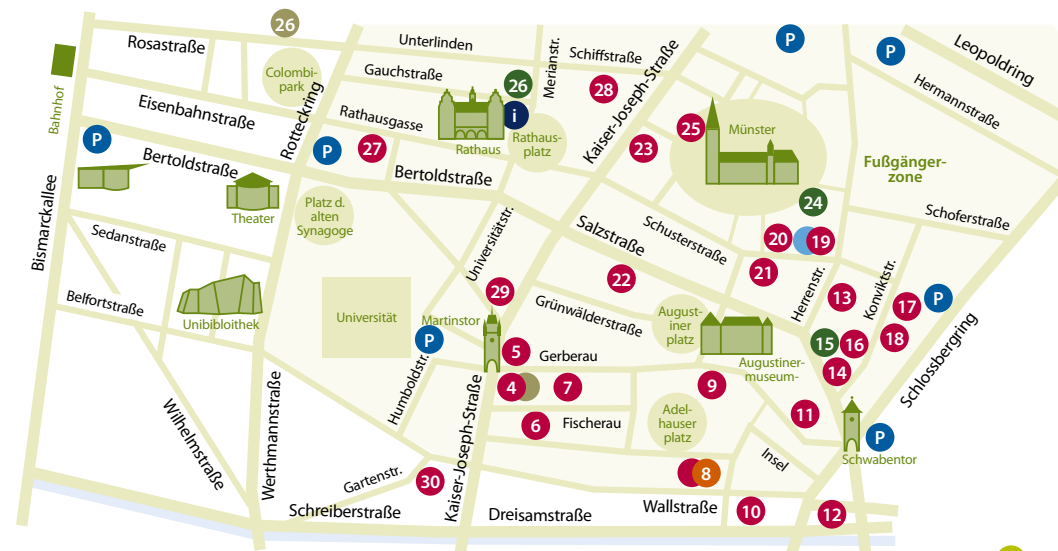 26
Rosastraße
Unterlinden
Schiffstraße
Leopoldring
P
P
Merianstr.
Kaiser-Joseph-Straße
Gauchstraße
Colombi-
park
26
28
Hermannstraße
Bahnhof
Eisenbahnstraße
Rotteckring
Rathausgasse
i
Rathaus
Rathaus-
platz
25
Münster
23
Fußgänger-
zone
P
Bertoldstraße
P
27
Bertoldstraße
Theater
Platz d.
alten
Synagoge
Universitätstr.
Salzstraße
Schusterstraße
24
Schoferstraße
20
19
21
Bismarckallee
Sedanstraße
Belfortstraße
Unibibloithek
Universität
29
22
Herrenstr.
13
Konviktstr.
17
P
Martinstor
Grünwälderstraße
August-
iner
platz
Augustiner-
museum-
15
16
18
14
Schlossbergring
P
5
Gerberau
4
7
9
Humboldtstr.
6
Fischerau
Adel-
hauser
platz
11
P
Schwabentor
Wilhelmstraße
Werthmannstraße
Kaiser-Joseph-Straße
Insel
8
Gartenstr.
30
Schreiberstraße
Dreisamstraße
Wallstraße
10
12